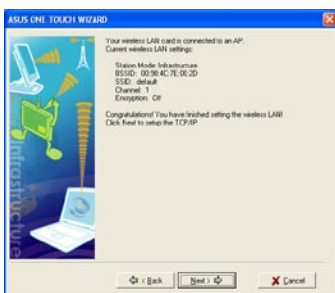 ASUS ONE TOUCH WIZARD
Your wireless LAN card is connected to an AP.
Current wireless LAN settings:
Station Mode: Infrastructure
BSSID: 00:90:4C:7E:00:2D
SSID: default
Channel: 1
Encryption: Off
Congratulations! You have finished setting the wireless LAN!
Click Next to setup the TCP/IP.
Infrastructure
< Back
Next >
Cancel